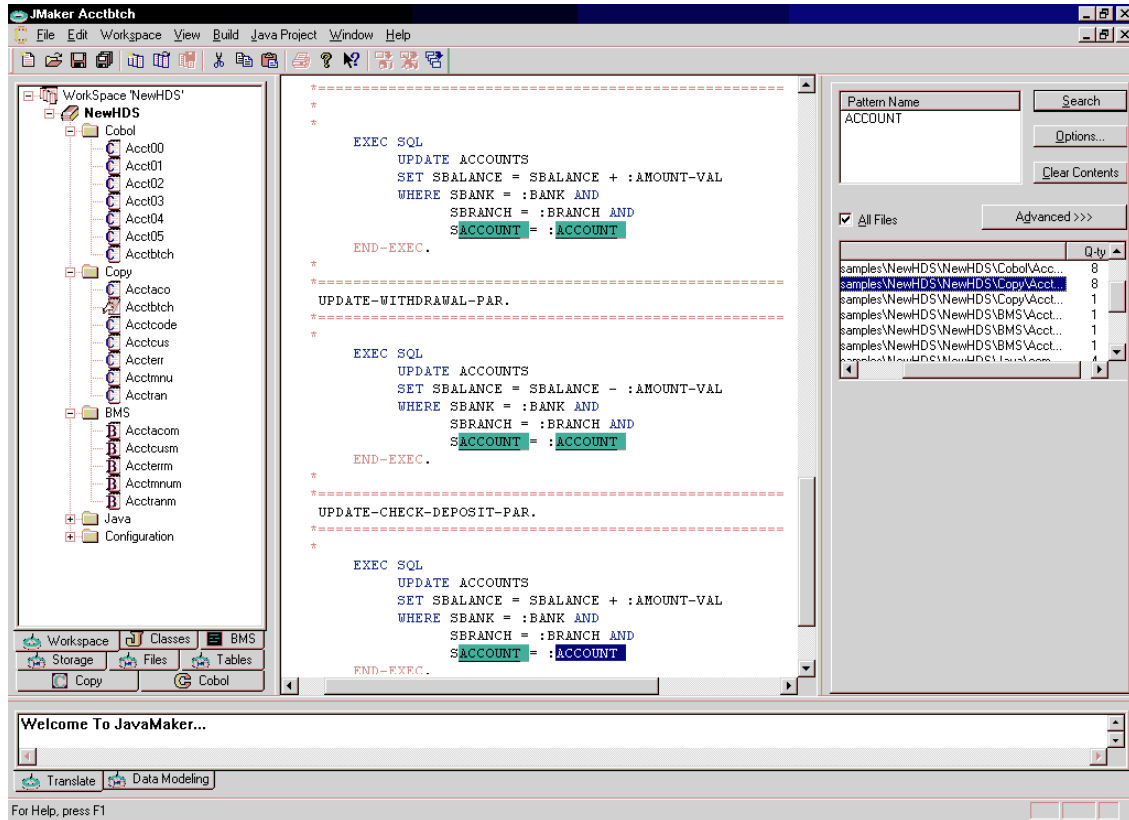 JMaker Acctbtch
File Edit Workspace View Build Java Project Window Help
WorkSpace 'NewHDS'
NewHDS
Cobol
Acct00
Acct01
Acct02
Acct03
Acct04
Acct05
Acctbtch
Copy
Acctaco
Acctbtch
Acctcode
Acctcus
Accterr
Acctmnu
Acctran
BMS
Acctacom
Acctcusm
Accterrm
Acctmnum
Acctranm
Java
Configuration
Workspace Classes BMS
Storage Files Tables
Copy Cobol
*=====================================================
*
*
EXEC SQL
UPDATE ACCOUNTS
SET SBALANCE = SBALANCE + :AMOUNT-VAL
WHERE SBANK = :BANK AND
SBRANCH = :BRANCH AND
SACCOUNT = :ACCOUNT
END-EXEC.
*
*=====================================================
UPDATE-WITHDRAWAL-PAR.
*=====================================================
*
EXEC SQL
UPDATE ACCOUNTS
SET SBALANCE = SBALANCE - :AMOUNT-VAL
WHERE SBANK = :BANK AND
SBRANCH = :BRANCH AND
SACCOUNT = :ACCOUNT
END-EXEC.
*
*=====================================================
UPDATE-CHECK-DEPOSIT-PAR.
*=====================================================
*
EXEC SQL
UPDATE ACCOUNTS
SET SBALANCE = SBALANCE + :AMOUNT-VAL
WHERE SBANK = :BANK AND
SBRANCH = :BRANCH AND
SACCOUNT = :ACCOUNT
END-EXEC.
Pattern Name
ACCOUNT
Search
Options...
Clear Contents
All Files
Advanced >>>
Q-ty
samples\NewHDS\NewHDS\Cobol\Acc... 8
samples\NewHDS\NewHDS\Copy\Acct... 8
samples\NewHDS\NewHDS\Copy\Acct... 1
samples\NewHDS\NewHDS\BMS\Acct... 1
samples\NewHDS\NewHDS\BMS\Acct... 1
samples\NewHDS\NewHDS\BMS\Acct... 1
Welcome To JavaMaker...
Translate Data Modeling
For Help, press F1